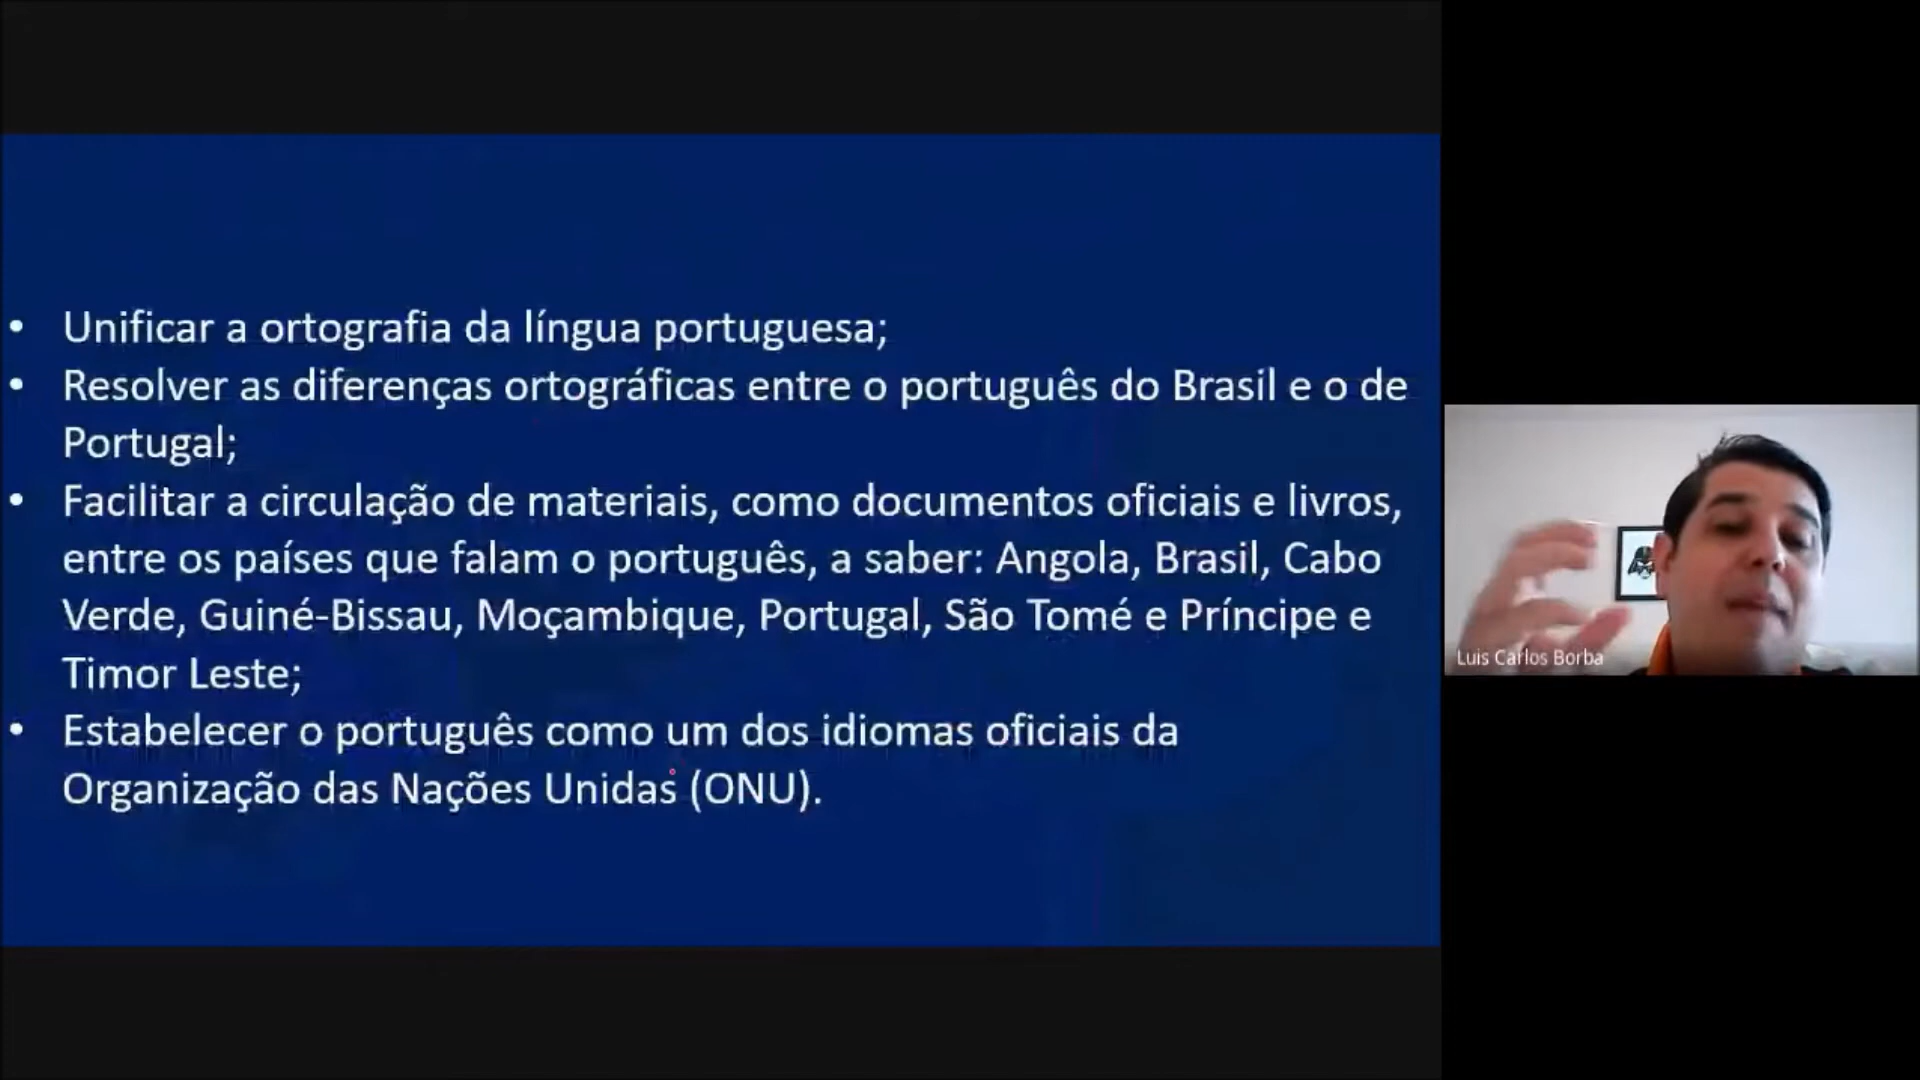 • Unificar a ortografia da língua portuguesa;
• Resolver as diferenças ortográficas entre o português do Brasil e o de
Portugal;
• Facilitar a circulação de materiais, como documentos oficiais e livros,
entre os países que falam o português, a saber: Angola, Brasil, Cabo
Verde, Guiné-Bissau, Moçambique, Portugal, São Tomé e Príncipe e
Timor Leste;
• Estabelecer o português como um dos idiomas oficiais da
Organização das Nações Unidas (ONU).
Luis Carlos Borba